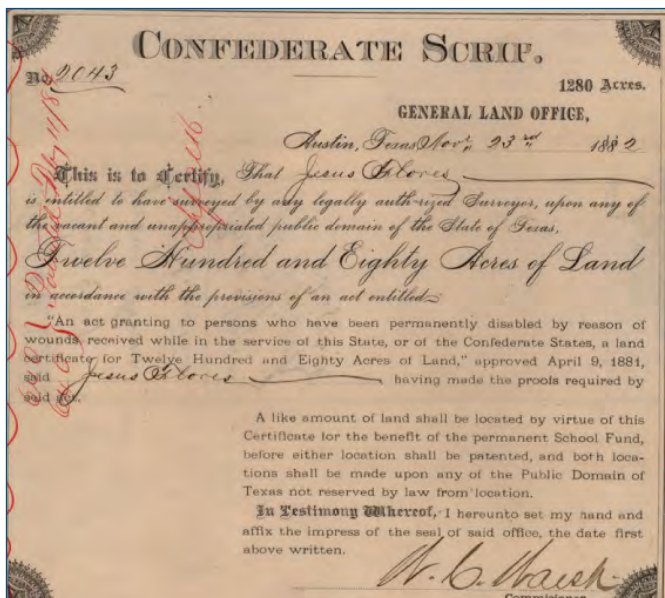 CONFEDERATE SCRIP.
No. 2043
1280 Acres.
GENERAL LAND OFFICE,
Austin, Texas Nov. 23rd 1882
This is to Certify, That Jesus Flores
is entitled to have surveyed by any legally auth-rized Surveyor, upon any of
the vacant and unappropriated public domain of the State of Texas,
Twelve Hundred and Eighty Acres of Land
in accordance with the provisions of an act entitled
"An act granting to persons who have been permanently disabled by reason of
wounds received while in the service of this State, or of the Confederate States, a land
certificate for Twelve Hundred and Eighty Acres of Land," approved April 9, 1881,
said Jesus Flores having made the proofs required by
said act.
A like amount of land shall be located by virtue of this
Certificate for the benefit of the permanent School Fund,
before either location shall be patented, and both loca-
tions shall be made upon any of the Public Domain of
Texas not reserved by law from location.
In Testimony Whereof, I hereunto set my hand and
affix the impress of the seal of said office, the date first
above written.
W. C. Walsh
Commissioner